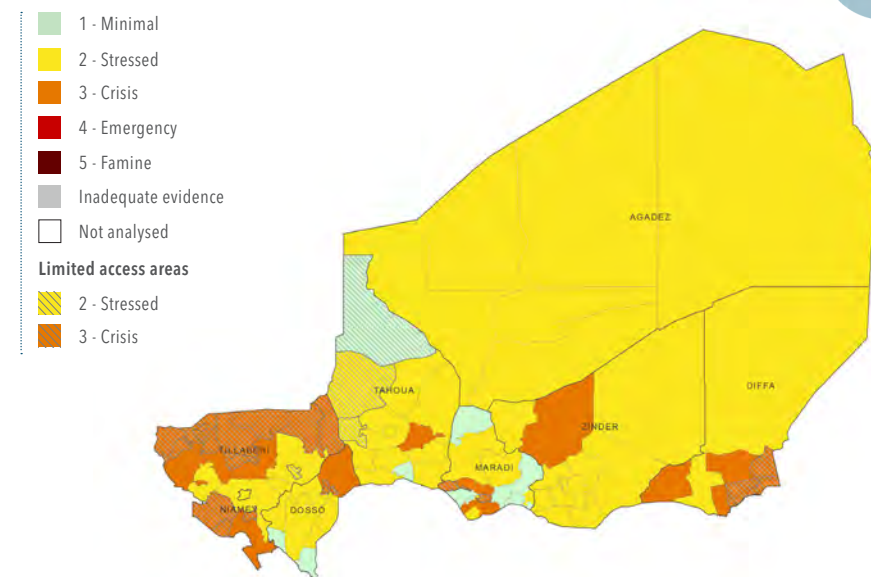 1 - Minimal
2 - Stressed
3 - Crisis
4 - Emergency
5 - Famine
Inadequate evidence
Not analysed
Limited access areas
2 - Stressed
3 - Crisis
AGADEZ
DIFFA
TAHOUA
ZINDER
TILLABERI
MARADI
NIAMEY
DOSSO